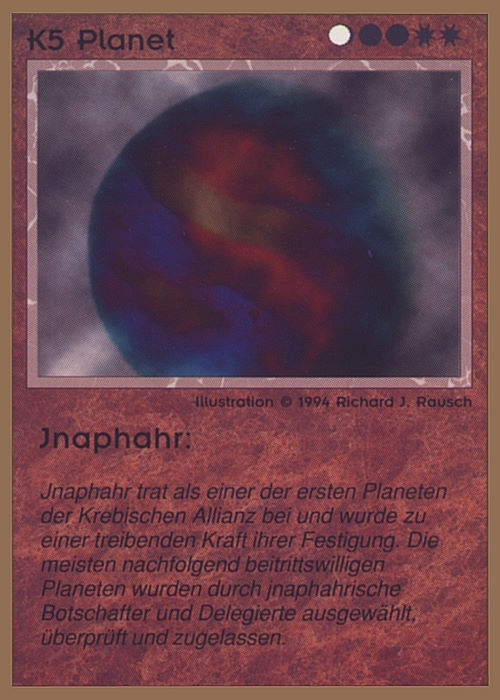 K5 Planet
Illustration © 1994 Richard J. Rausch
Jnaphahr:
Jnaphahr trat als einer der ersten Planeten
der Krebischen Allianz bei und wurde zu
einer treibenden Kraft ihrer Festigung. Die
meisten nachfolgend beitrittswilligen
Planeten wurden durch jnaphahrische
Botschafter und Delegierte ausgewählt,
überprüft und zugelassen.